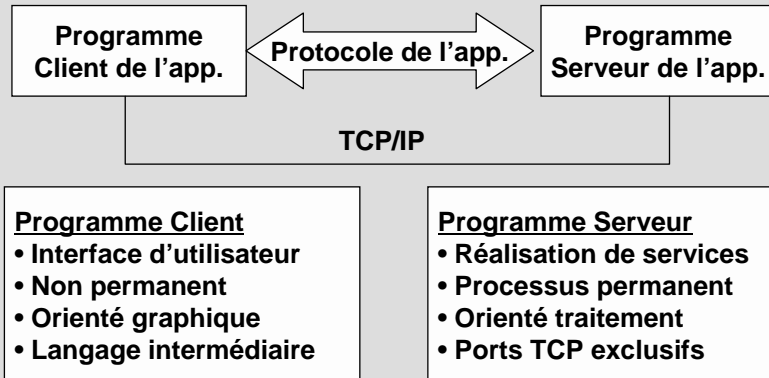 Programme
Client de l'app.
Protocole de l'app.
Programme
Serveur de l'app.
TCP/IP
Programme Client
• Interface d'utilisateur
• Non permanent
• Orienté graphique
• Langage intermédiaire
Programme Serveur
• Réalisation de services
• Processus permanent
• Orienté traitement
• Ports TCP exclusifs